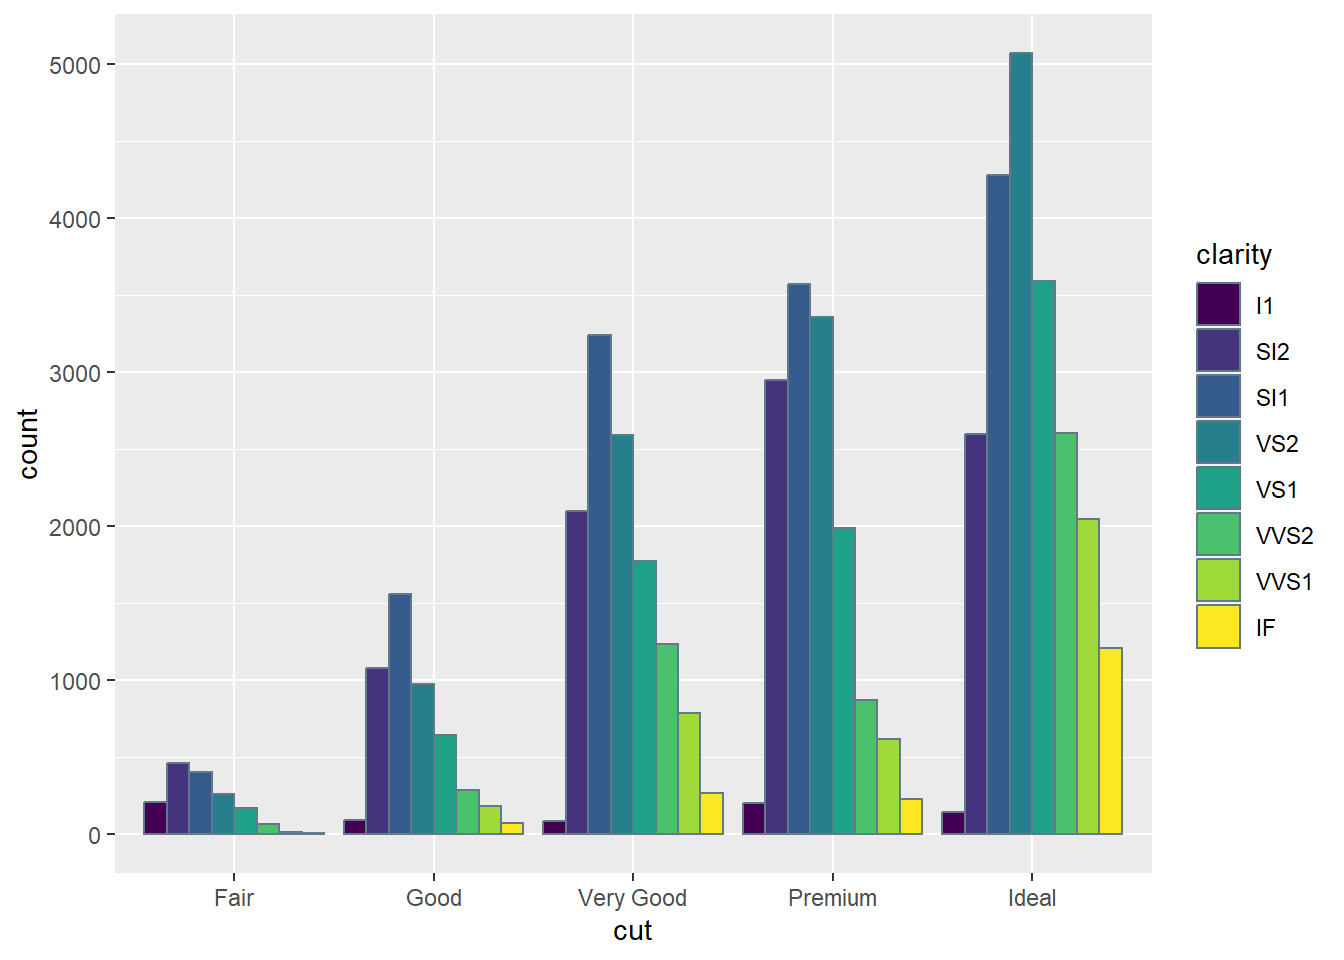 5000
4000
3000
2000
1000
0
count
Fair Good Very Good Premium Ideal
cut
clarity
I1
SI2
SI1
VS2
VS1
VVS2
VVS1
IF